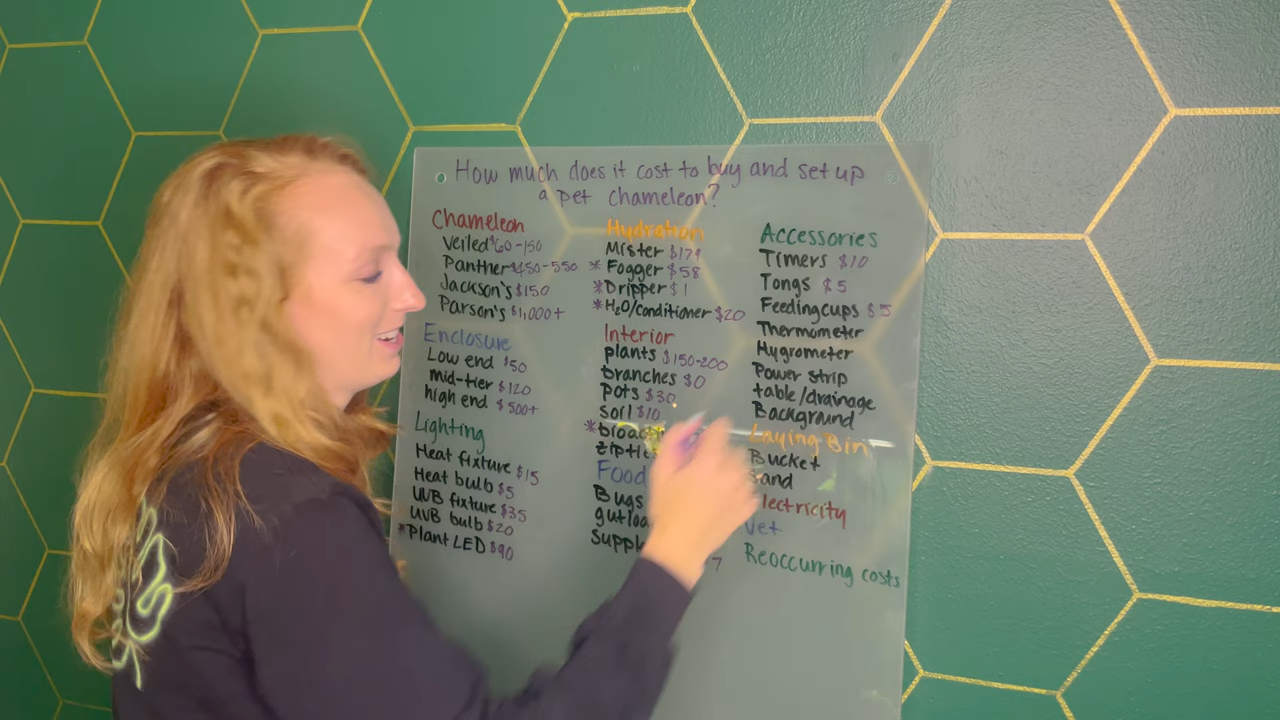 How much does it cost to buy and set up
a pet chameleon?
Chameleon
Veiled $60-150
Panther $450-550
Jackson's $150
Parson's $1,000+
Enclosure
Low end $50
mid-tier $120
high end $500+
Lighting
Heat fixture $15
Heat bulb $5
UVB fixture $35
UVB bulb $20
*Plant LED $90
Hydration
Mister $179
*Fogger $58
*Dripper $1
*H2O/conditioner $20
Interior
plants $150-200
branches $0
Pots $30
Soil $10
Food
Bugs
7
Accessories
Timers $10
Tongs $5
Feeding cups $5
Thermometer
Hygrometer
Power strip
table/drainage
Background
Laying Bin
Bucket
Sand
Electricity
Vet
Reoccurring costs